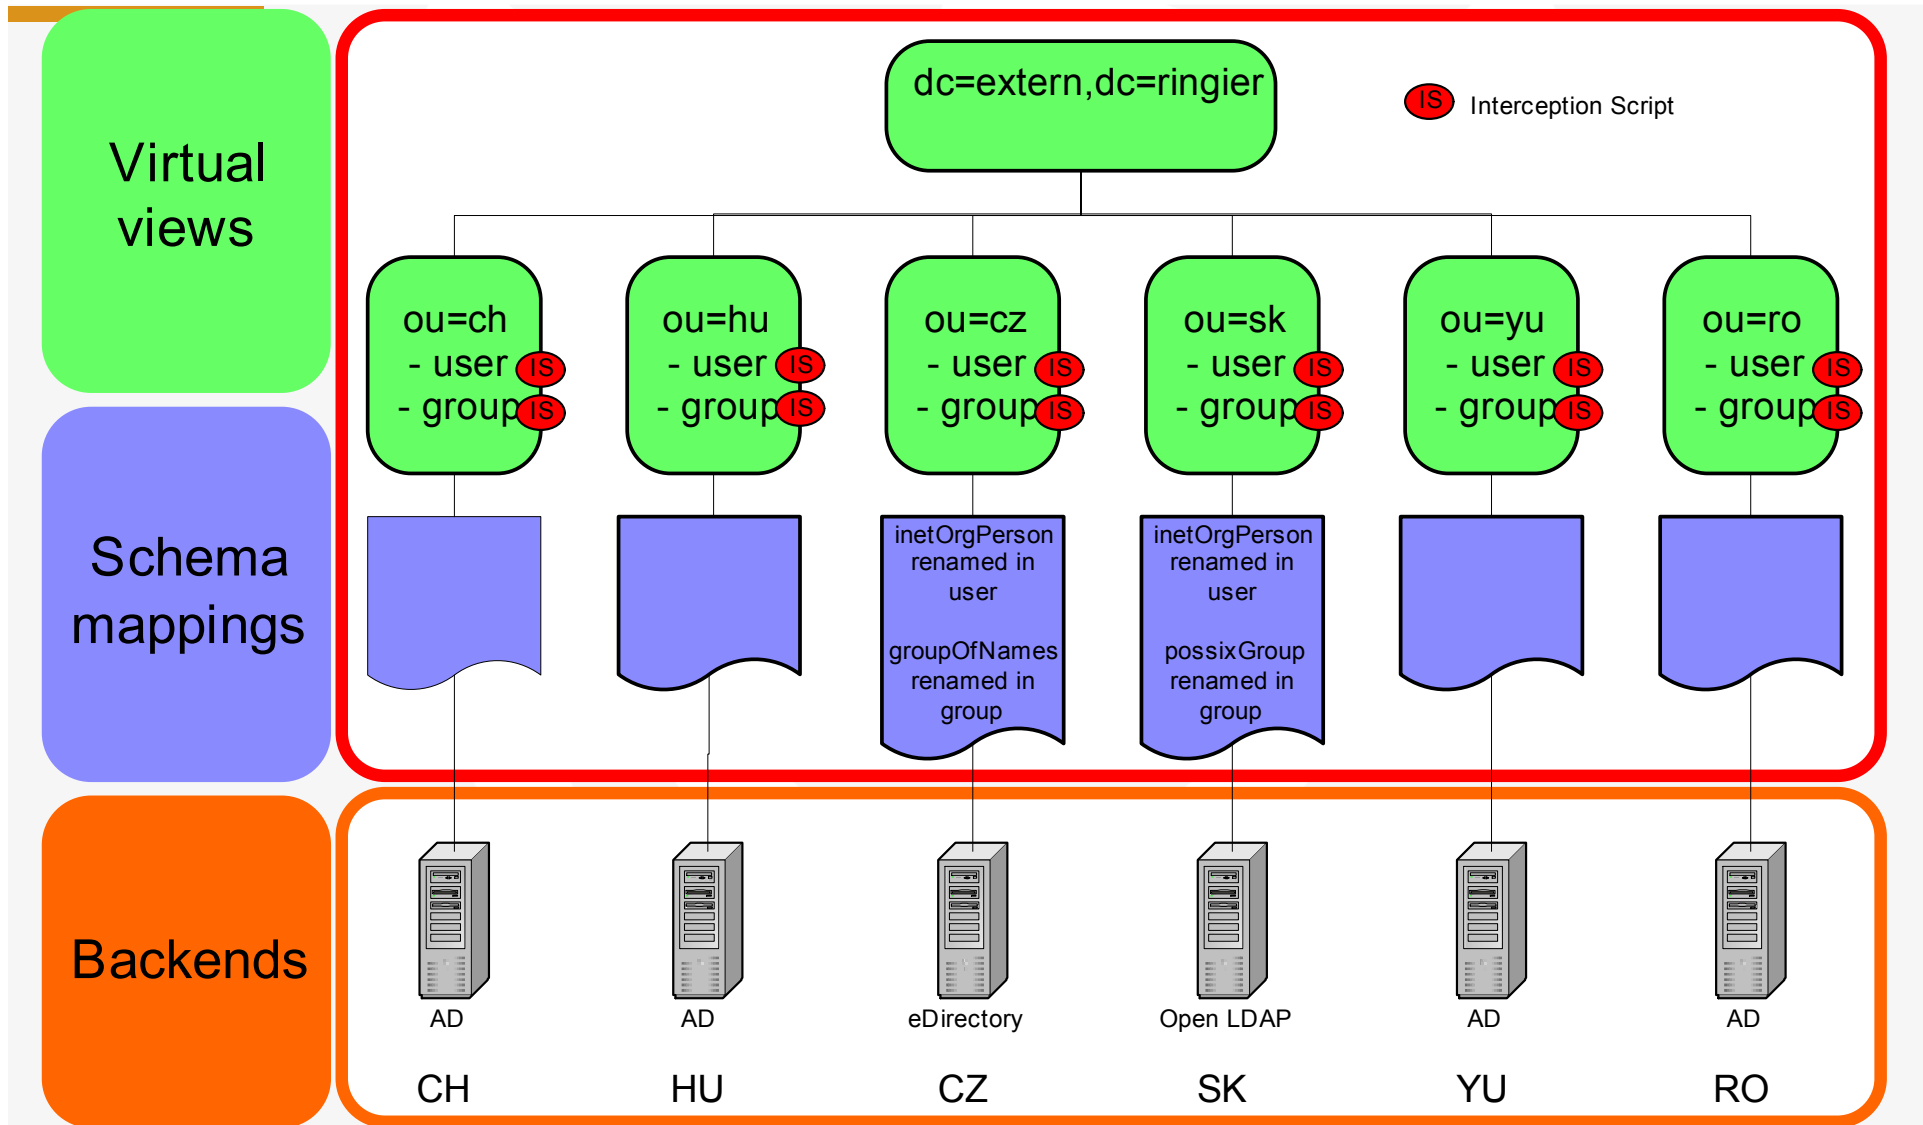 Virtual
views
dc=extern,dc=ringier
IS Interception Script
ou=ch
- user IS
- group IS
ou=hu
- user IS
- group IS
ou=cz
- user IS
- group IS
ou=sk
- user IS
- group IS
ou=yu
- user IS
- group IS
ou=ro
- user IS
- group IS
Schema
mappings
inetOrgPerson
renamed in
user
groupOfNames
renamed in
group
inetOrgPerson
renamed in
user
possixGroup
renamed in
group
Backends
AD
CH
AD
HU
eDirectory
CZ
Open LDAP
SK
AD
YU
AD
RO